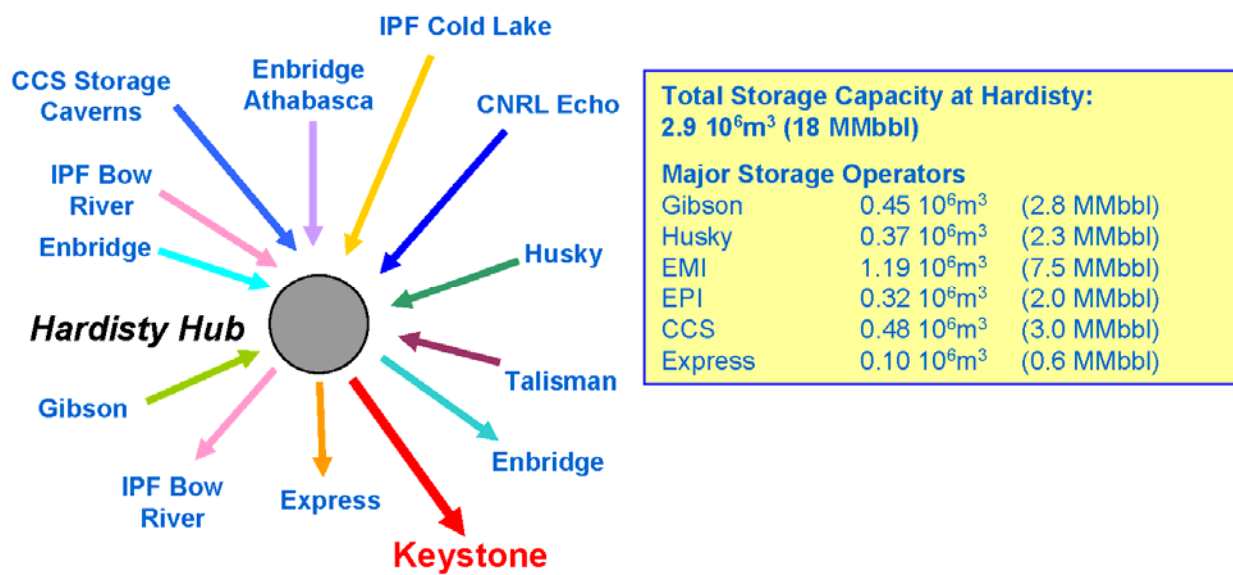 IPF Cold Lake
CCS Storage
Caverns
Enbridge
Athabasca
CNRL Echo
IPF Bow
River
Enbridge
Husky
Hardisty Hub
Talisman
Gibson
Enbridge
IPF Bow
River
Express
Keystone
Total Storage Capacity at Hardisty:
2.9 10⁶m³ (18 MMbbl)
Major Storage Operators
Gibson 0.45 10⁶m³ (2.8 MMbbl)
Husky 0.37 10⁶m³ (2.3 MMbbl)
EMI 1.19 10⁶m³ (7.5 MMbbl)
EPI 0.32 10⁶m³ (2.0 MMbbl)
CCS 0.48 10⁶m³ (3.0 MMbbl)
Express 0.10 10⁶m³ (0.6 MMbbl)